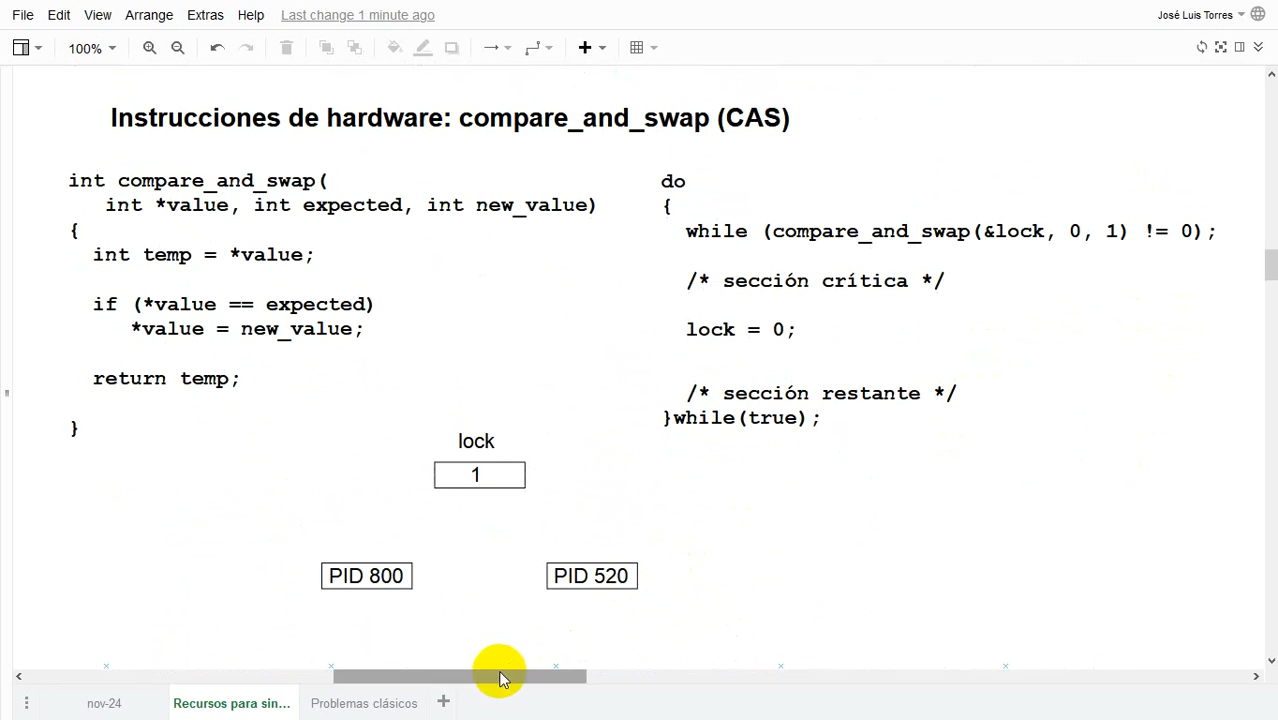 File Edit View Arrange Extras Help Last change 1 minute ago José Luis Torres
100%
Instrucciones de hardware: compare_and_swap (CAS)
int compare_and_swap(
int *value, int expected, int new_value)
{
int temp = *value;
if (*value == expected)
*value = new_value;
return temp;
}
do
{
while (compare_and_swap(&lock, 0, 1) != 0);
/* sección crítica */
lock = 0;
/* sección restante */
}while(true);
lock
1
PID 800
PID 520
nov-24 Recursos para sin... Problemas clásicos